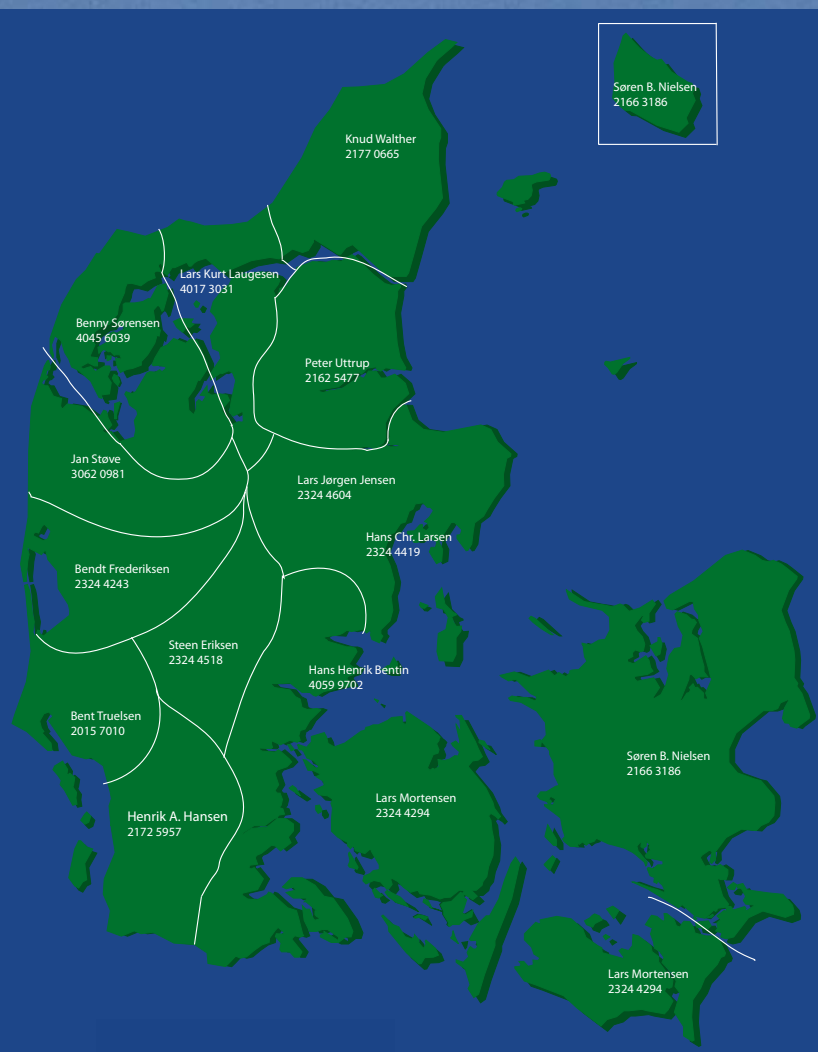 Søren B. Nielsen
2166 3186
Knud Walther
2177 0665
Lars Kurt Laugesen
4017 3031
Benny Sørensen
4045 6039
Peter Uttrup
2162 5477
Jan Støve
3062 0981
Lars Jørgen Jensen
2324 4604
Hans Chr. Larsen
2324 4419
Bendt Frederiksen
2324 4243
Steen Eriksen
2324 4518
Hans Henrik Bentin
4059 9702
Bent Truelsen
2015 7010
Søren B. Nielsen
2166 3186
Lars Mortensen
2324 4294
Henrik A. Hansen
2172 5957
Lars Mortensen
2324 4294